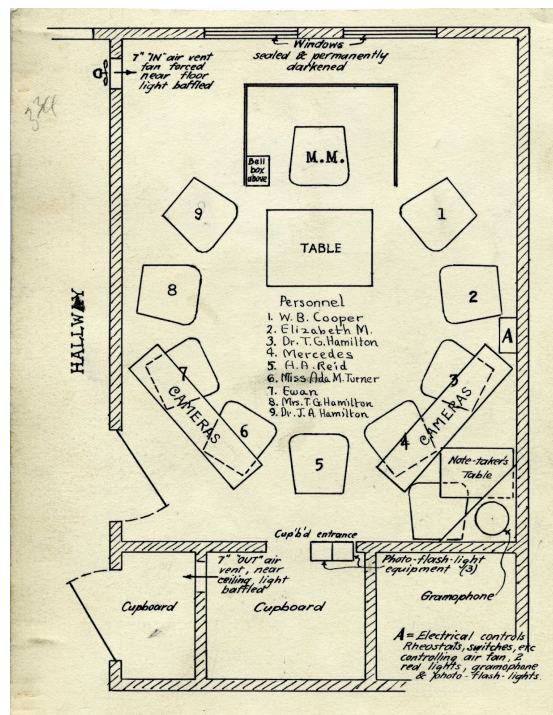 Windows
sealed & permanently
darkened
7" "IN" air vent
fan forced
near floor
light baffled
Bell
box
above
M.M.
9
1
TABLE
8
2
HALLWAY
A
Personnel
1. W. B. Cooper
2. Elizabeth M.
3. Dr. T. G. Hamilton
4. Mercedes
5. H. A. Reid
6. Miss Ada M. Turner
7. Ewan
8. Mrs. T. G. Hamilton
9. Dr. J. A. Hamilton
7
CAMERAS
6
5
3
CAMERAS
4
Note-taker's
Table
Cup'b'd entrance
7" "OUT" air
vent, near
ceiling, light
baffled
Photo-flash-light
equipment (3)
Gramophone
Cupboard
Cupboard
A = Electrical controls
Rheostats, switches, etc
controlling air fan, 2
red lights, gramophone
& photo-flash-lights.